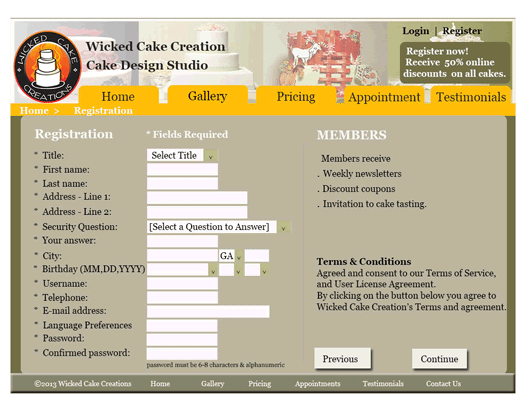 Login | Register
WICKED CAKE CREATIONS
Wicked Cake Creation
Cake Design Studio
Register now!
Receive 50% online
discounts on all cakes.
Home Gallery Pricing Appointment Testimonials
Home > Registration
Registration * Fields Required
* Title: Select Title v
* First name:
* Last name:
* Address - Line 1:
* Address - Line 2:
* Security Question: [Select a Question to Answer] v
* Your answer:
* City: GA v
* Birthday (MM,DD,YYYY) v v v
* Username:
* Telephone:
* E-mail address:
* Language Preferences
* Password:
* Confirmed password:
password must be 6-8 characters & alphanumeric
MEMBERS
Members receive
. Weekly newsletters
. Discount coupons
. Invitation to cake tasting.
Terms & Conditions
Agreed and consent to our Terms of Service,
and User License Agreement.
By clicking on the button below you agree to
Wicked Cake Creation's Terms and agreement.
Previous Continue
©2013 Wicked Cake Creations Home Gallery Pricing Appointments Testimonials Contact Us